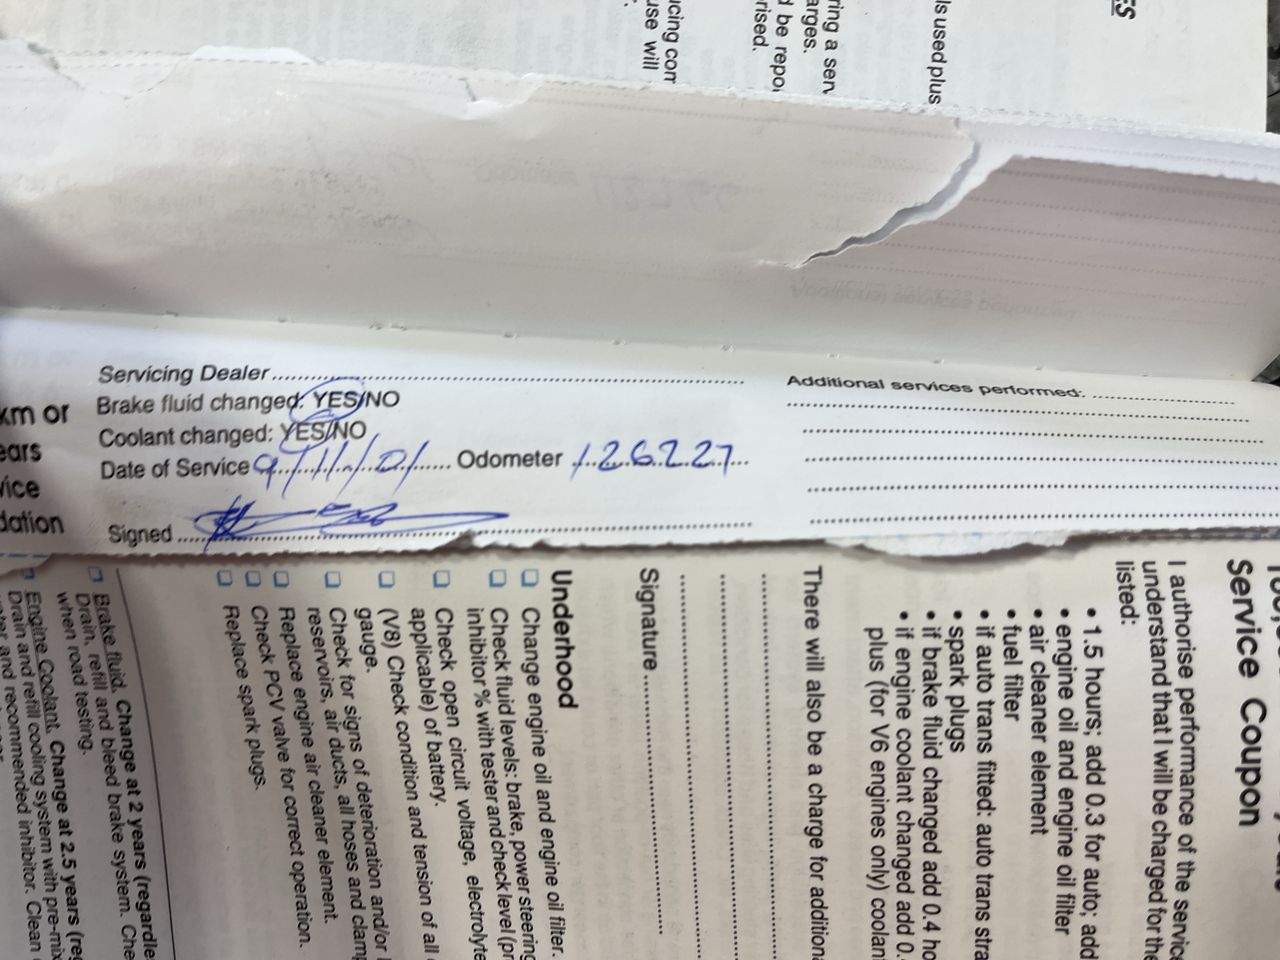 ES
ls used plus
ring a serv
arges.
d be repor
rised.
cing com
use will
Servicing Dealer
Brake fluid changed: YES/NO
Coolant changed: YES/NO
Date of Service 9/11/01 Odometer 126227
Signed
Additional services performed:
km or
ears
vice
dation
Service Coupon
I authorise performance of the service
understand that I will be charged for the
listed:
• 1.5 hours; add 0.3 for auto; add
• engine oil and engine oil filter
• air cleaner element
• fuel filter
• if auto trans fitted: auto trans stra
• spark plugs
• if brake fluid changed add 0.4 ho
• if engine coolant changed add 0.
plus (for V6 engines only) coolant
There will also be a charge for additiona
Signature
Underhood
Change engine oil and engine oil filter.
Check fluid levels: brake, power steering
inhibitor % with tester and check level (pr
Check open circuit voltage, electrolyte
applicable) of battery.
(V8) Check condition and tension of all
gauge.
Check for signs of deterioration and/or
reservoirs, air ducts, all hoses and clamp
Replace engine air cleaner element.
Check PCV valve for correct operation.
Replace spark plugs.
Brake fluid. Change at 2 years (regardle
Drain, refill and bleed brake system. Che
when road testing.
Engine Coolant. Change at 2.5 years (re
Drain and refill cooling system with pre-mix
water and recommended inhibitor. Clean